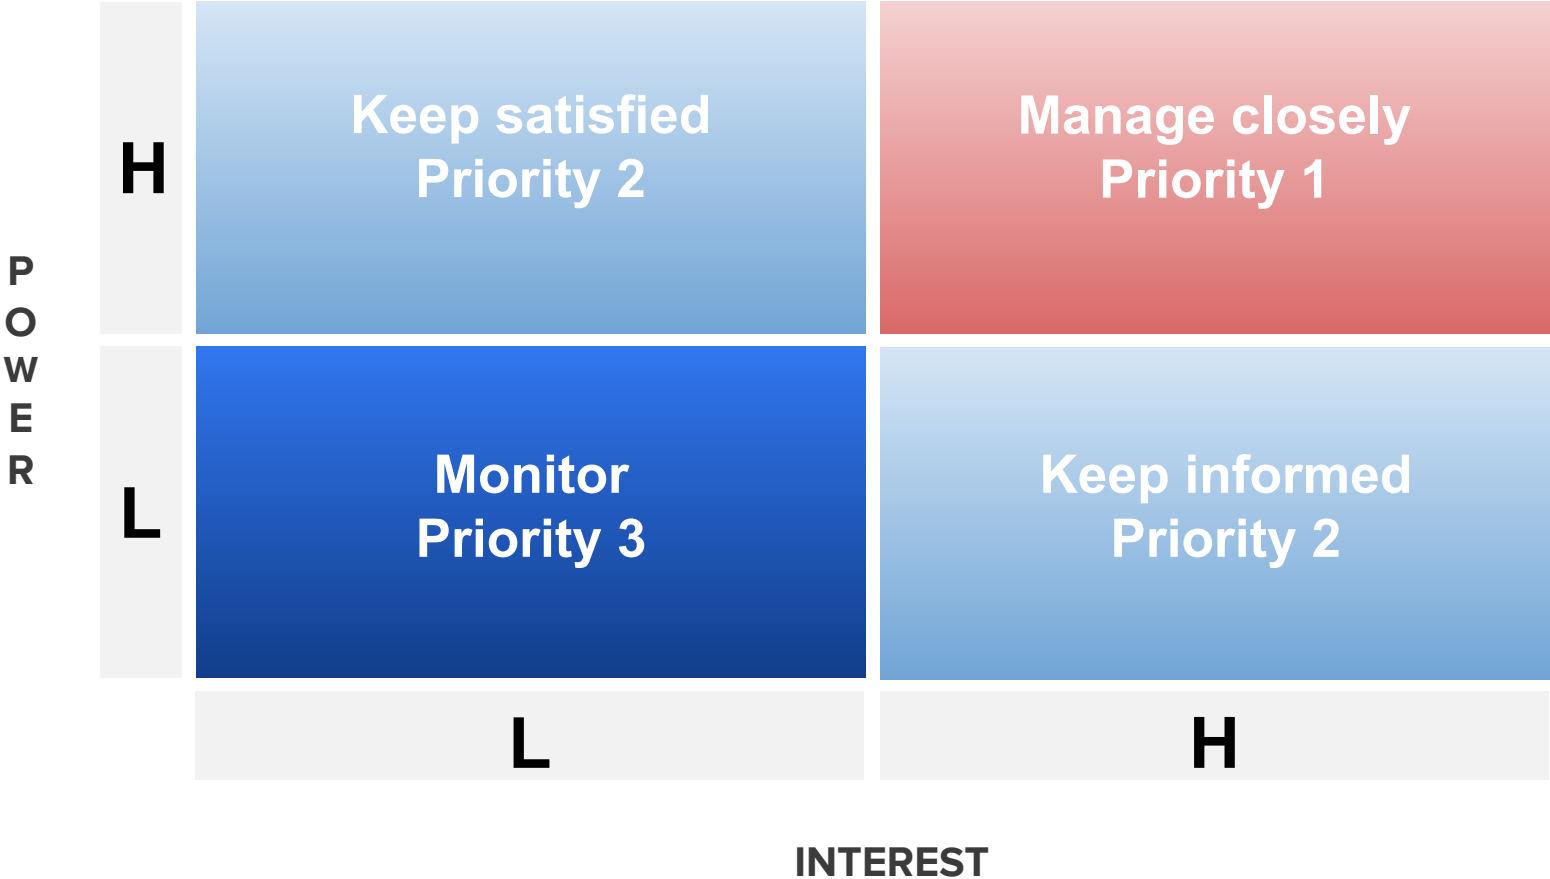 Keep satisfied
Priority 2
Manage closely
Priority 1
H
P
O
W
E
R
L
Monitor
Priority 3
Keep informed
Priority 2
L
H
INTEREST